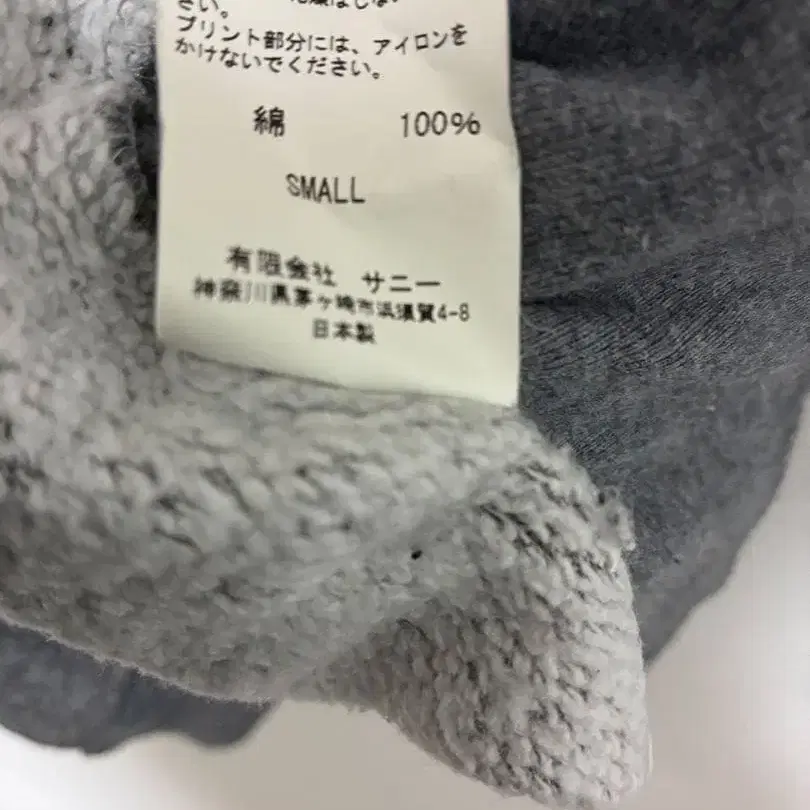 さい。
プリント部分には、アイロンを
かけないでください。
綿 100%
SMALL
有限会社 サニー
神奈川県茅ヶ崎市浜須賀4-8
日本製